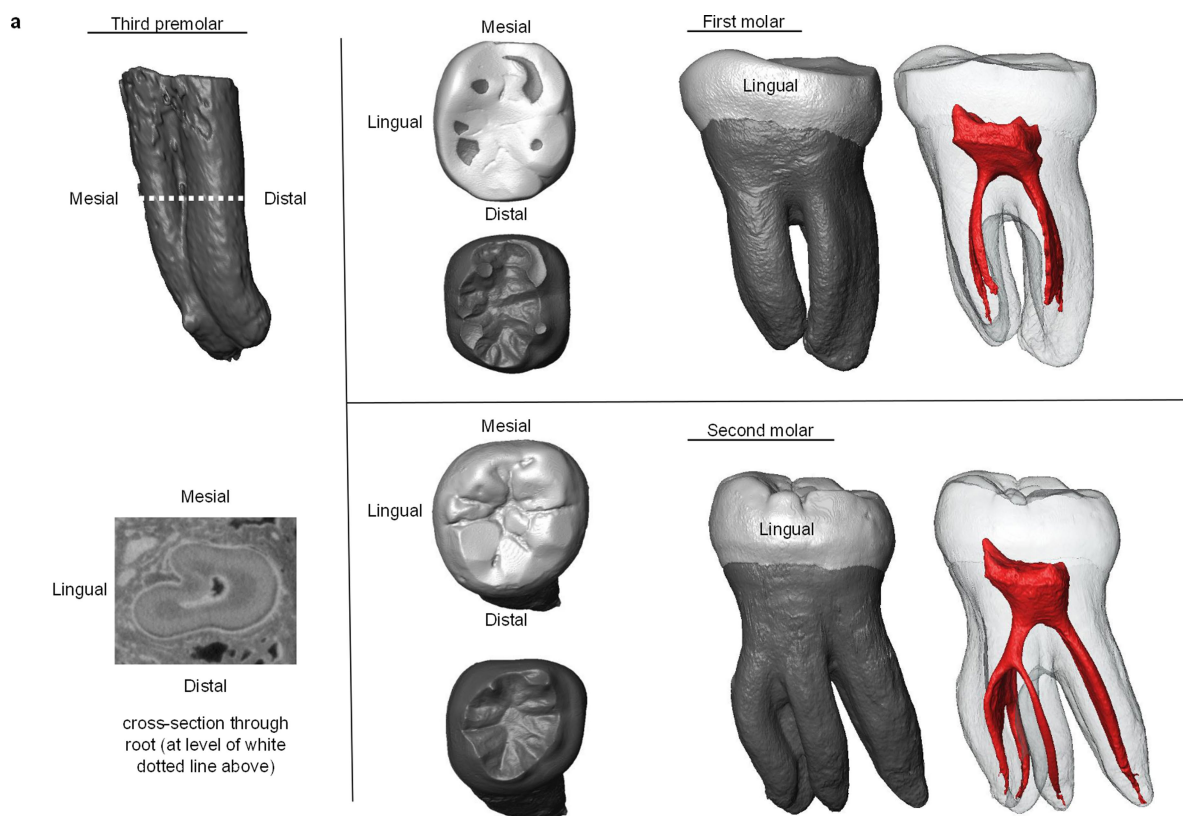 a
Third premolar
Mesial
Distal
Mesial
Lingual
Distal
cross-section through
root (at level of white
dotted line above)
Mesial
Lingual
Distal
First molar
Lingual
Mesial
Lingual
Distal
Second molar
Lingual